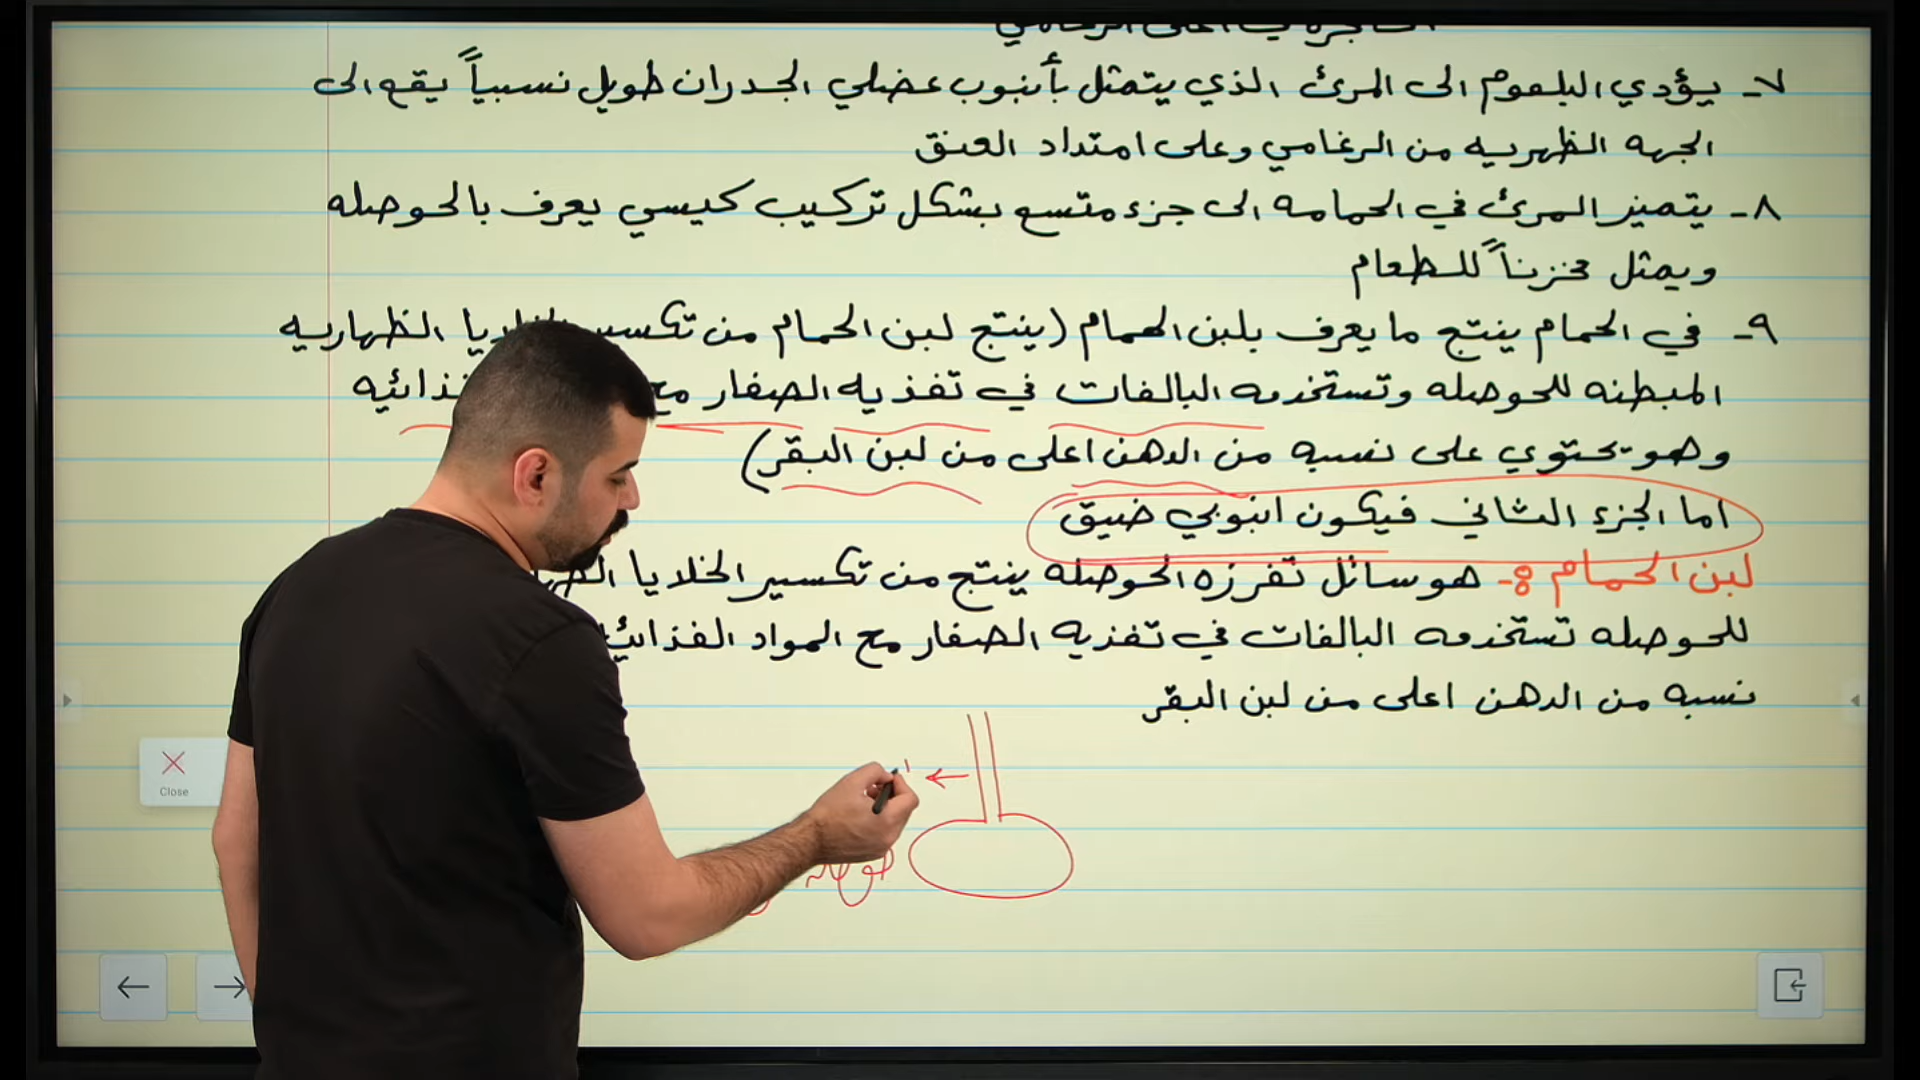 ٧- يؤدي البلعوم الى المرئ الذي يتمثل بأنبوب عضلي الجدران طويل نسبياً يقع الى
الجهه الظهريه من الرغامي وعلى امتداد العنق
٨- يتميز المرئ في الحمامه الى جزء متسع بشكل تركيب كيسي يعرف بالحوصله
ويمثل مخزناً للطعام
٩- في الحمام ينتج ما يعرف بلبن الحمام (ينتج لبن الحمام من تكسير الخلايا الظهاريه
المبطنه للحوصله وتستخدمه البالغات في تغذيه الصغار مع
وهو يحتوي على نسبه من الدهن اعلى من لبن البقر)
اما الجزء الثاني فيكون انبوبي ضيق
لبن الحمام :- هو سائل تفرزه الحوصله ينتج من تكسير الخلايا
للحوصله تستخدمه البالغات في تغذيه الصغار مع المواد الغذائيه
نسبه من الدهن اعلى من لبن البقر
Close